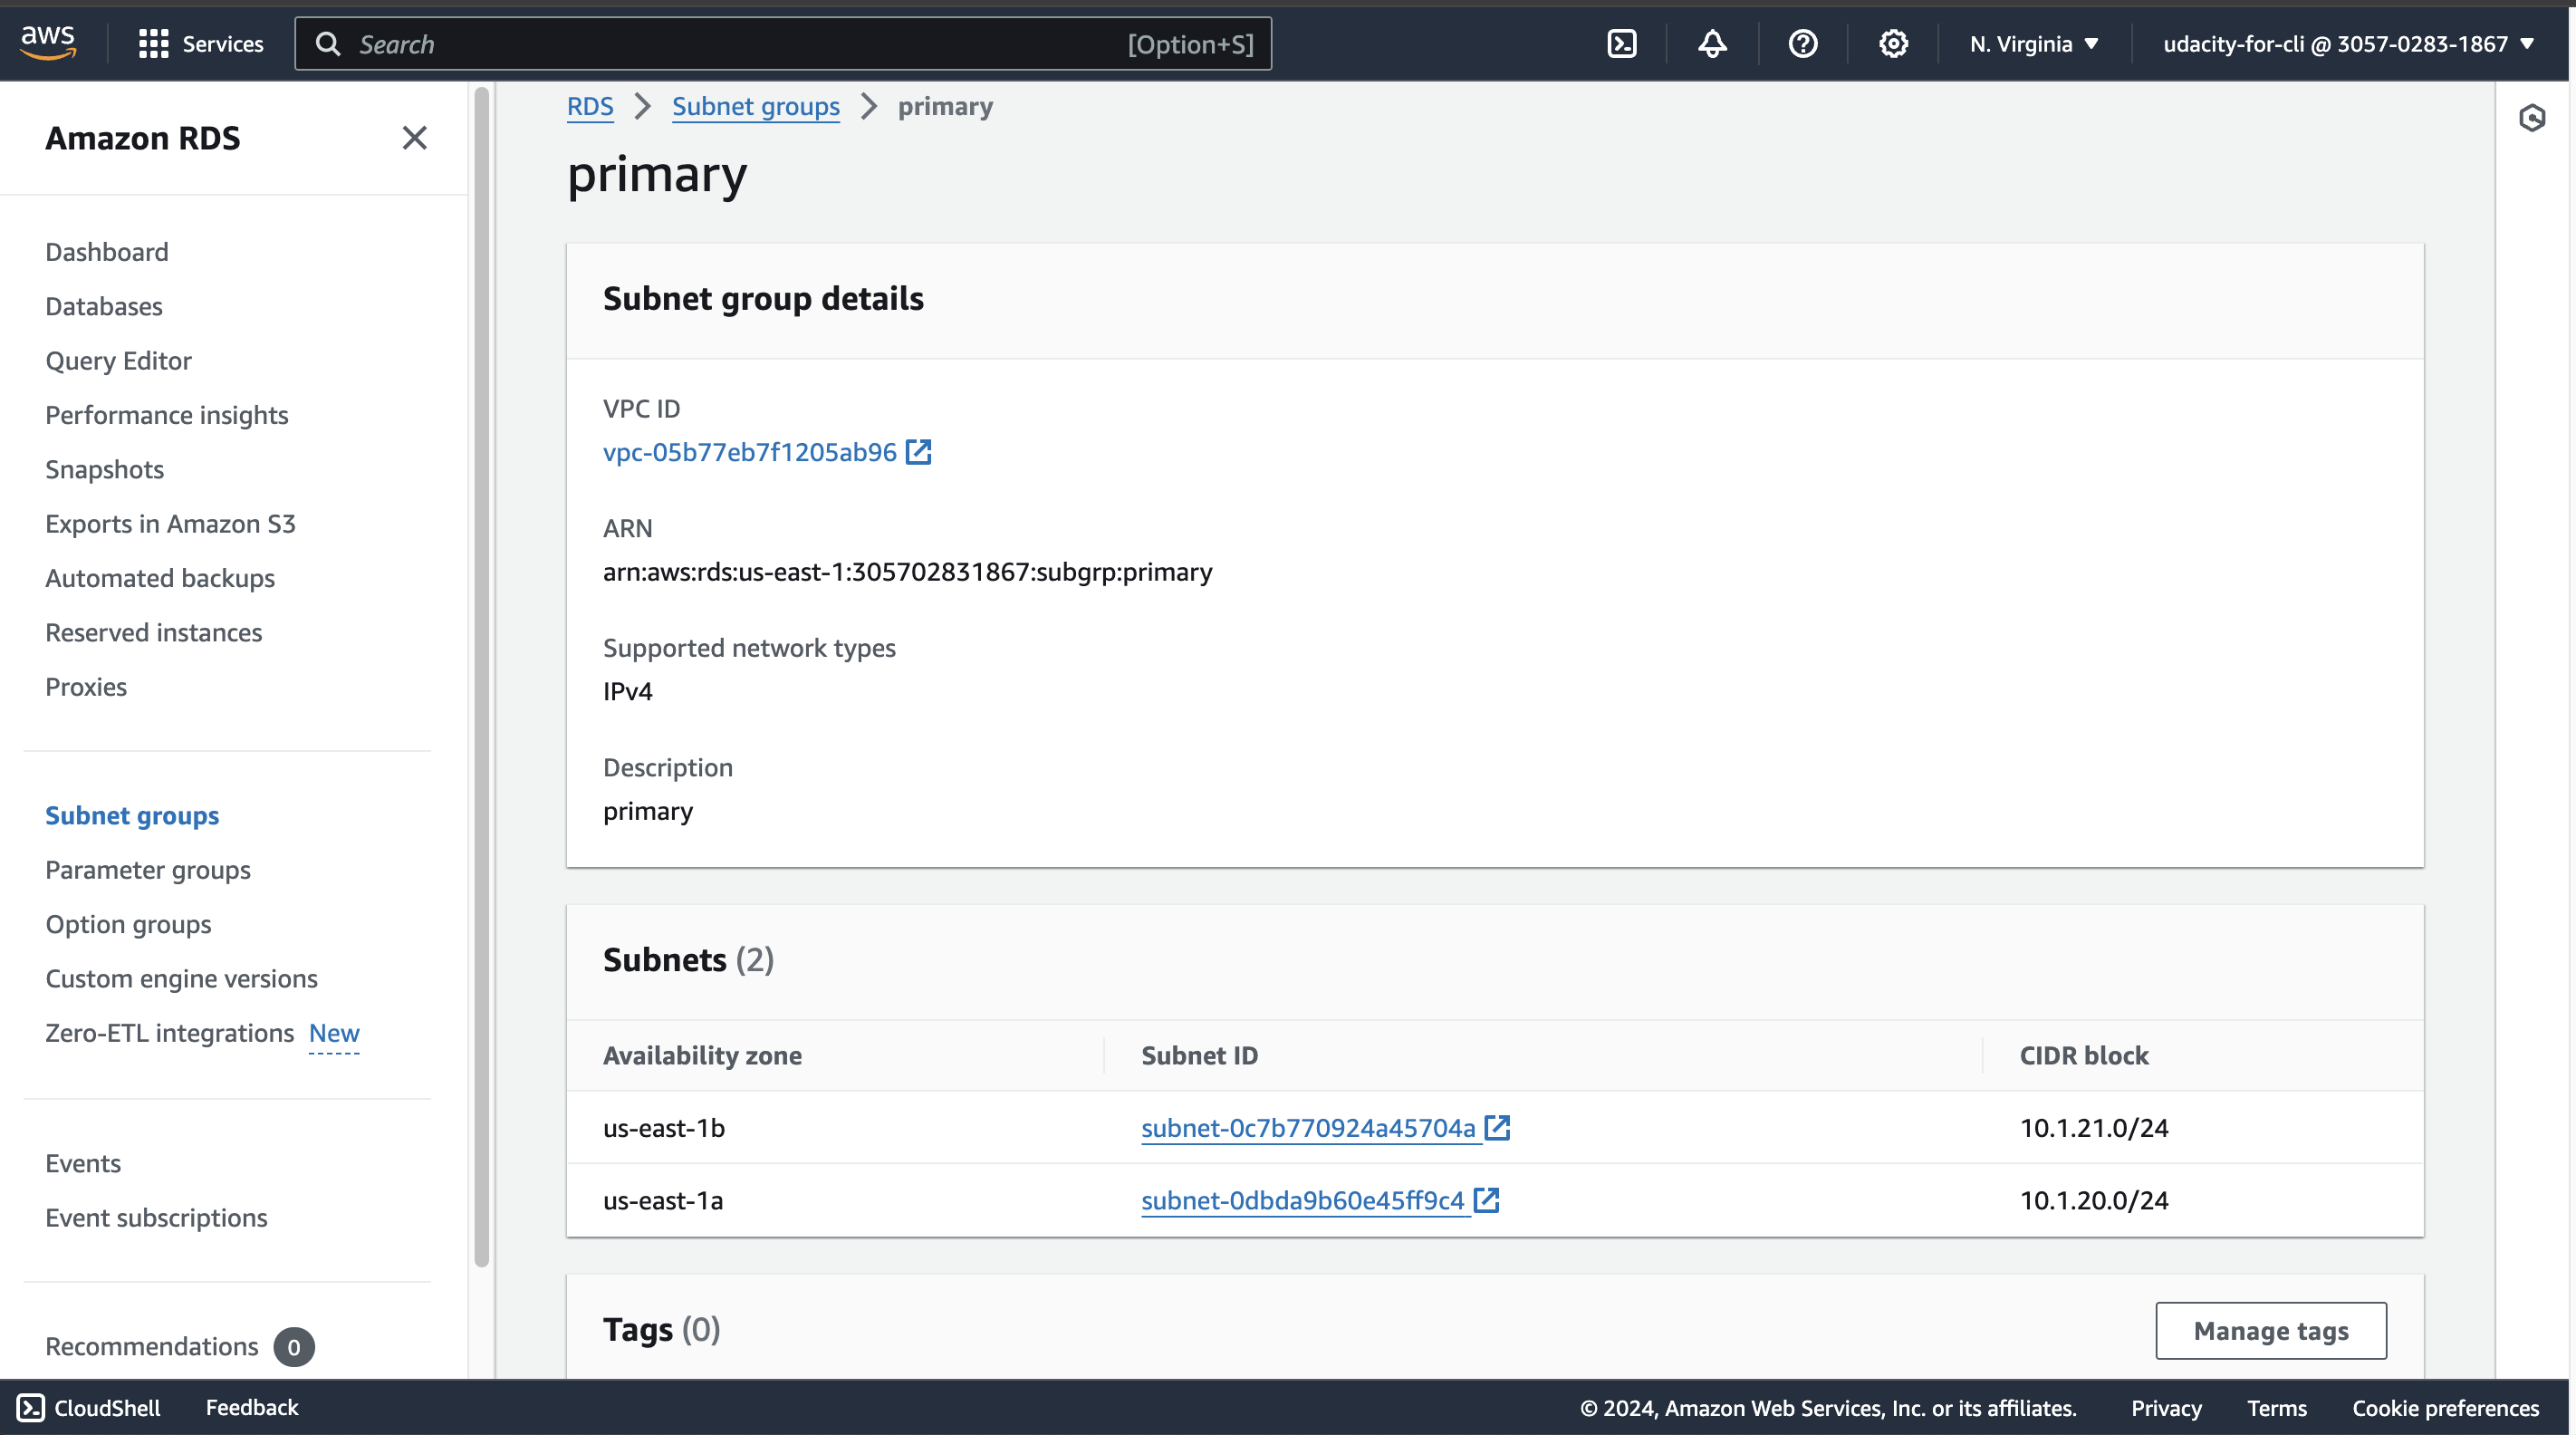 aws
Services
Search
[Option+S]
N. Virginia
udacity-for-cli @ 3057-0283-1867
Amazon RDS
Dashboard
Databases
Query Editor
Performance insights
Snapshots
Exports in Amazon S3
Automated backups
Reserved instances
Proxies
Subnet groups
Parameter groups
Option groups
Custom engine versions
Zero-ETL integrations New
Events
Event subscriptions
Recommendations 0
RDS > Subnet groups > primary
primary
Subnet group details
VPC ID
vpc-05b77eb7f1205ab96
ARN
arn:aws:rds:us-east-1:305702831867:subgrp:primary
Supported network types
IPv4
Description
primary
Subnets (2)
Availability zone Subnet ID CIDR block
us-east-1b subnet-0c7b770924a45704a 10.1.21.0/24
us-east-1a subnet-0dbda9b60e45ff9c4 10.1.20.0/24
Tags (0)
Manage tags
CloudShell
Feedback
© 2024, Amazon Web Services, Inc. or its affiliates.
Privacy
Terms
Cookie preferences